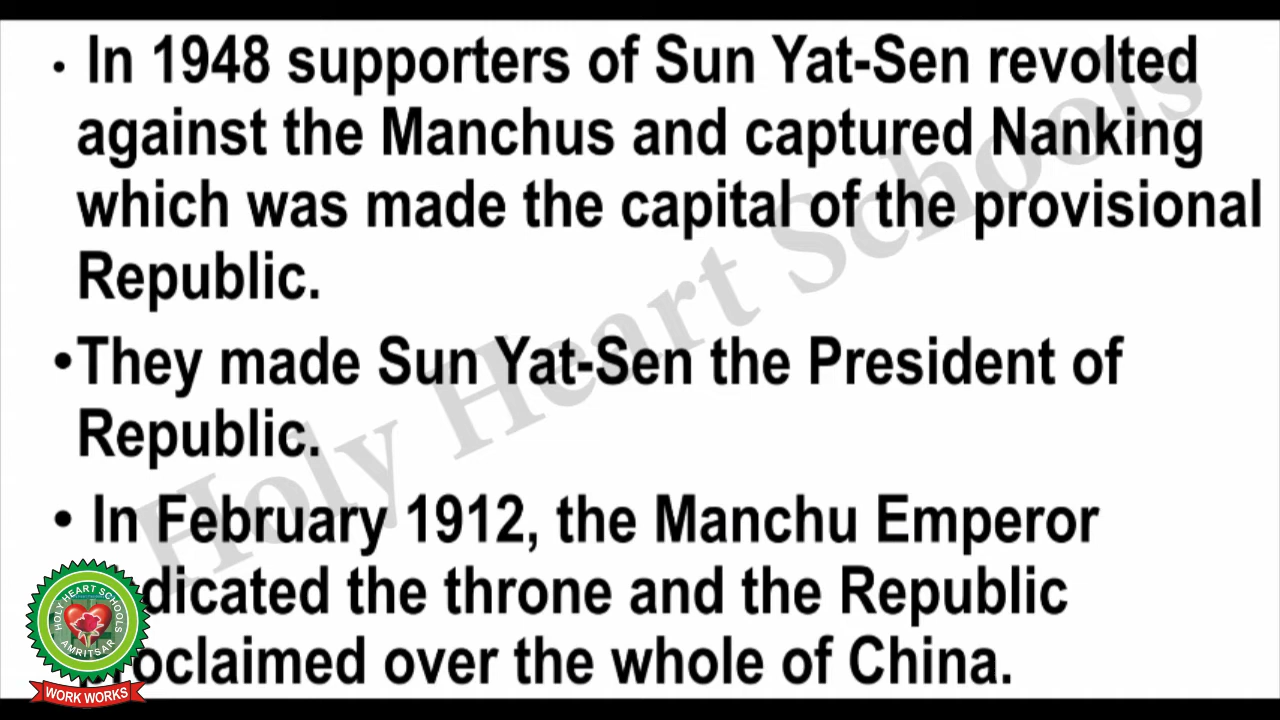 • In 1948 supporters of Sun Yat-Sen revolted
against the Manchus and captured Nanking
which was made the capital of the provisional
Republic.
•They made Sun Yat-Sen the President of
Republic.
• In February 1912, the Manchu Emperor
dicated the throne and the Republic
oclaimed over the whole of China.
Holy Heart Schools
HOLY HEART SCHOOLS
AMRITSAR
WORK WORKS